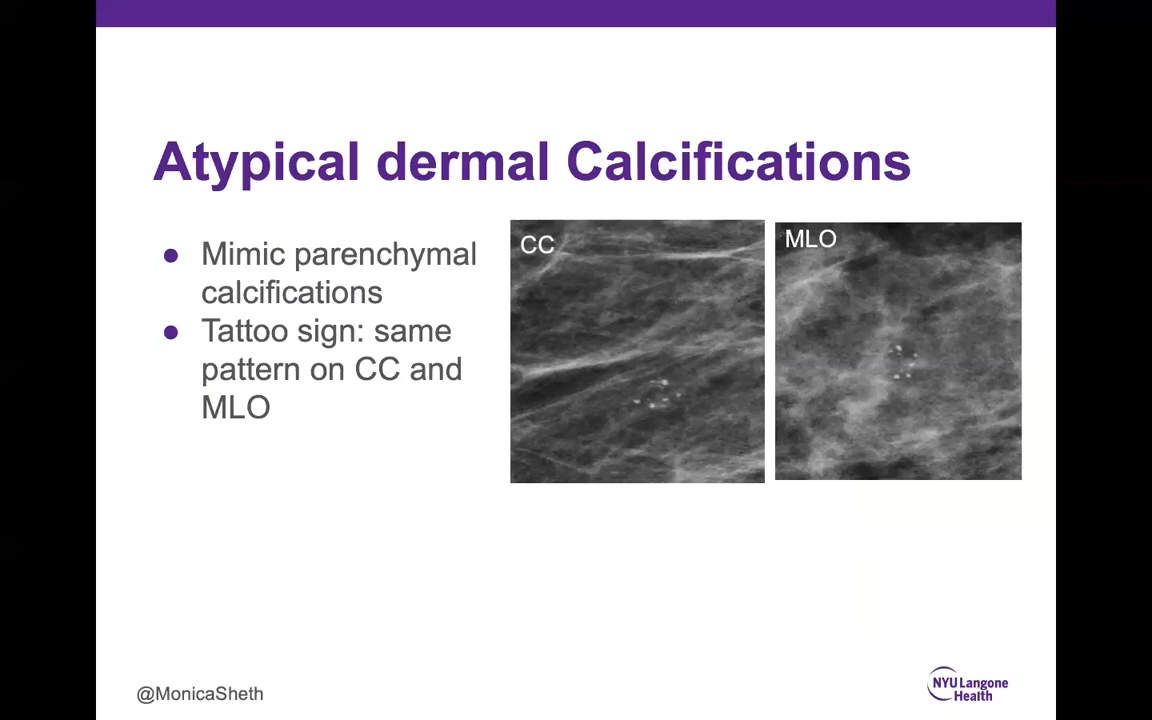 Atypical dermal Calcifications
● Mimic parenchymal
calcifications
● Tattoo sign: same
pattern on CC and
MLO
CC
MLO
@MonicaSheth
NYU Langone
Health